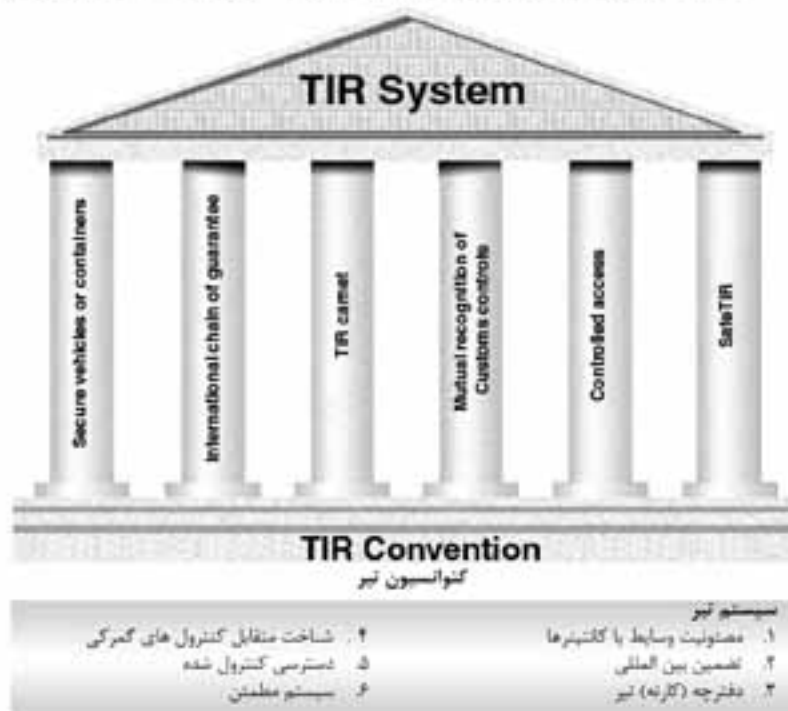 TIR System
Secure vehicles or containers
International chain of guarantee
TIR carnet
Mutual recognition of
Customs controls
Controlled access
SafeTIR
TIR Convention
کنوانسیون تیر
سیستم تیر
۱. مصئونیت وسایط یا کانتینرها
۲. تضمین بین المللی
۳. دفترچه (کارنه) تیر
۴. شناخت متقابل کنترول های گمرکی
۵. دسترسی کنترول شده
۶. سیستم مطمئن